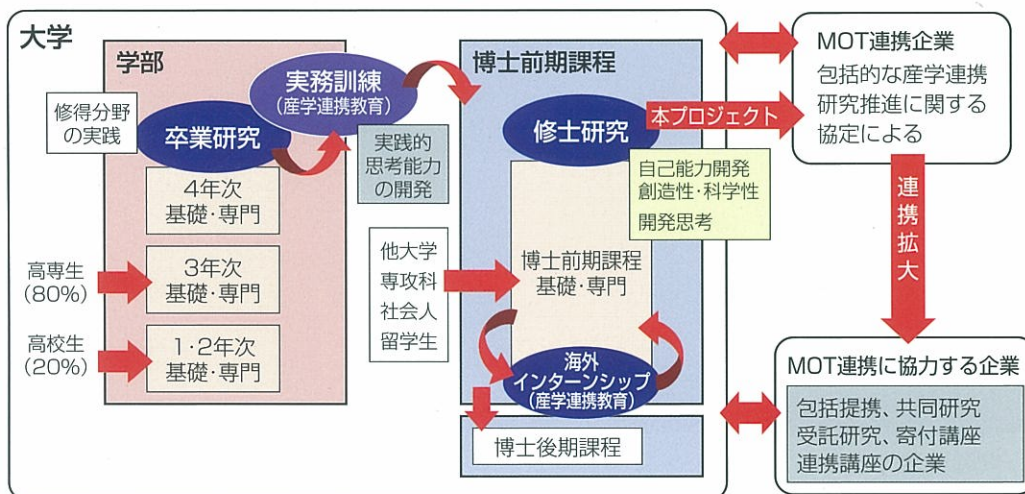 大学
学部
修得分野
の実践
卒業研究
実務訓練
(産学連携教育)
実践的
思考能力
の開発
4年次
基礎・専門
高専生
(80%)
3年次
基礎・専門
高校生
(20%)
1・2年次
基礎・専門
博士前期課程
修士研究
本プロジェクト
自己能力開発
創造性・科学性
開発思考
他大学
専攻科
社会人
留学生
博士前期課程
基礎・専門
海外
インターンシップ
(産学連携教育)
博士後期課程
MOT連携企業
包括的な産学連携
研究推進に関する
協定による
連携拡大
MOT連携に協力する企業
包括提携、共同研究
受託研究、寄付講座
連携講座の企業